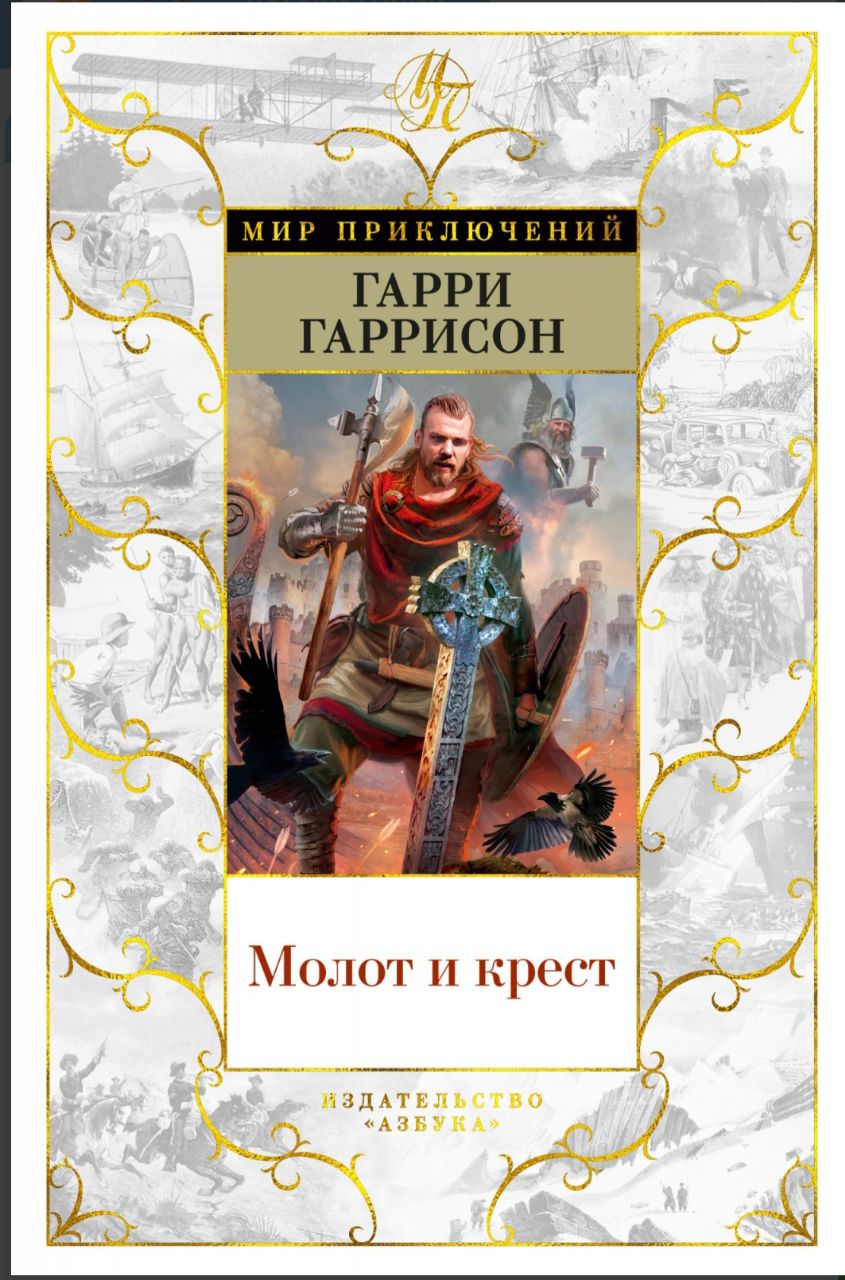 МП
МИР ПРИКЛЮЧЕНИЙ
ГАРРИ
ГАРРИСОН
Молот и крест
ИЗДАТЕЛЬСТВО
«АЗБУКА»